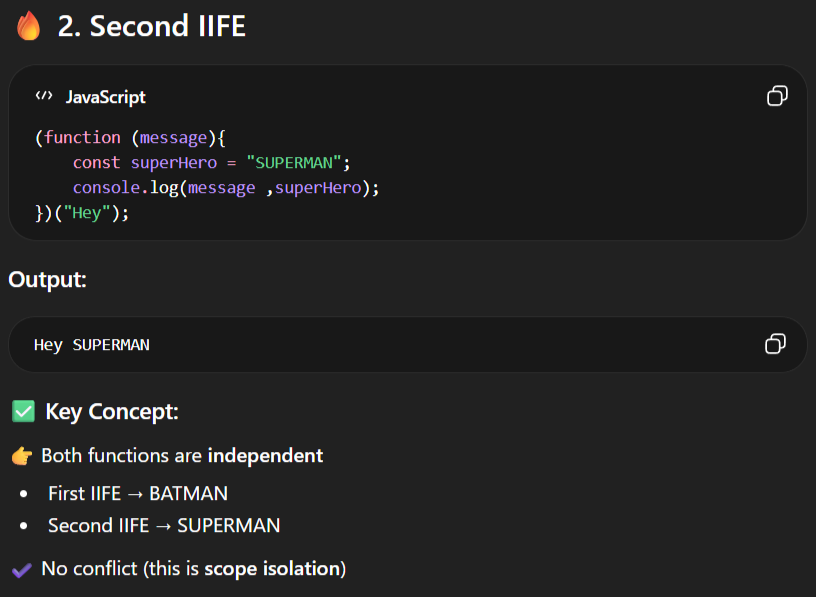 🔥 2. Second IIFE
</> JavaScript
(function (message){
    const superHero = "SUPERMAN";
    console.log(message ,superHero);
})("Hey");
Output:
Hey SUPERMAN
✅ Key Concept:
👉 Both functions are independent
• First IIFE → BATMAN
• Second IIFE → SUPERMAN
✔ No conflict (this is scope isolation)